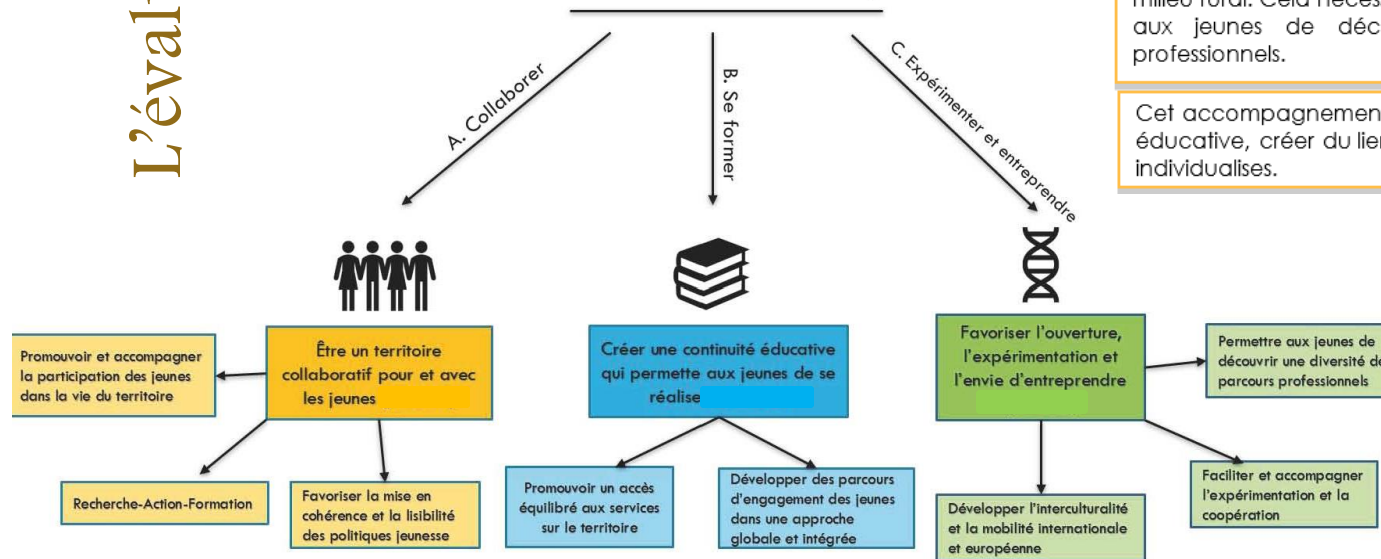 L'éval
milieu rural. Cela
aux jeunes de
professionnels.
Cet accompagnement
éducative, créer du lien
individualises.
A. Collaborer
B. Se former
C. Expérimenter et entreprendre
Être un territoire
collaboratif pour et avec
les jeunes
Promouvoir et accompagner
la participation des jeunes
dans la vie du territoire
Recherche-Action-Formation
Favoriser la mise en
cohérence et la lisibilité
des politiques jeunesse
Créer une continuité éducative
qui permette aux jeunes de se
réalise
Promouvoir un accès
équilibré aux services
sur le territoire
Développer des parcours
d'engagement des jeunes
dans une approche
globale et intégrée
Favoriser l'ouverture,
l'expérimentation et
l'envie d'entreprendre
Permettre aux jeunes de
découvrir une diversité de
parcours professionnels
Développer l'interculturalité
et la mobilité internationale
et européenne
Faciliter et accompagner
l'expérimentation et la
coopération